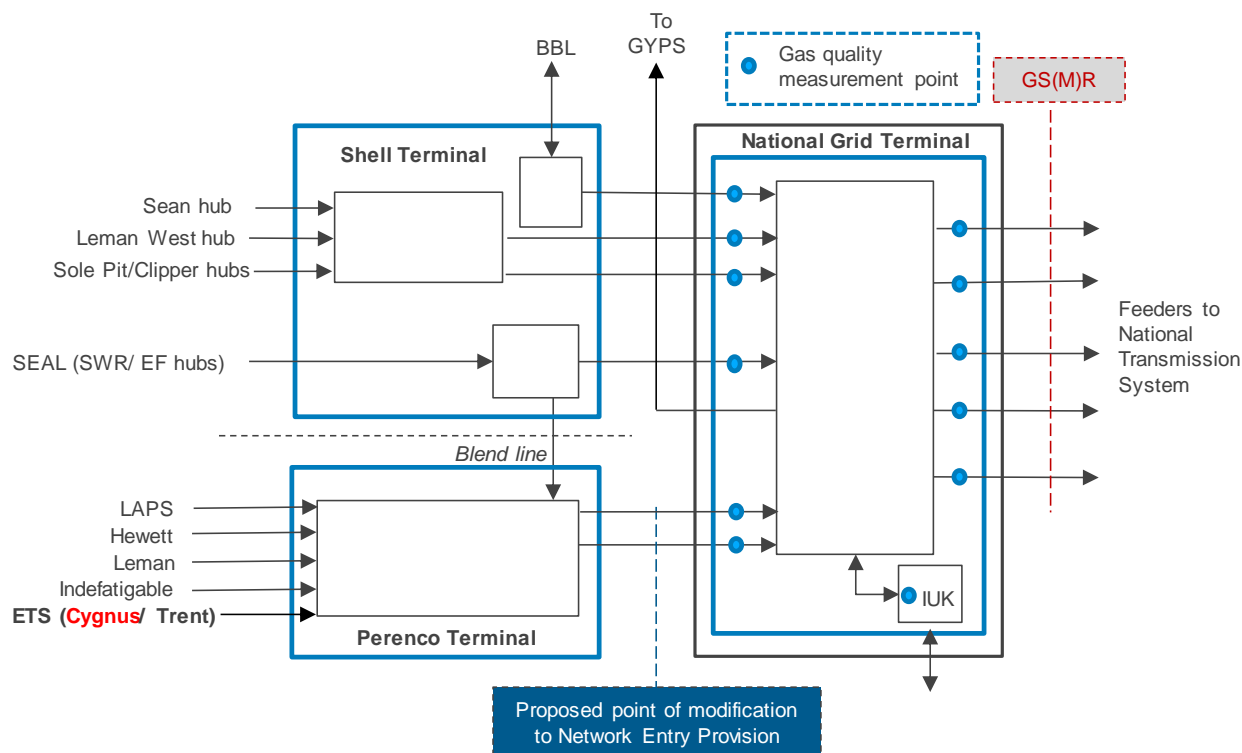 To
GYPS
BBL
Gas quality
measurement point
GS(M)R
National Grid Terminal
Shell Terminal
Sean hub
Leman West hub
Sole Pit/Clipper hubs
SEAL (SWR/ EF hubs)
Feeders to
National
Transmission
System
Blend line
LAPS
Hewett
Leman
Indefatigable
ETS (Cygnus/ Trent)
IUK
Perenco Terminal
Proposed point of modification
to Network Entry Provision